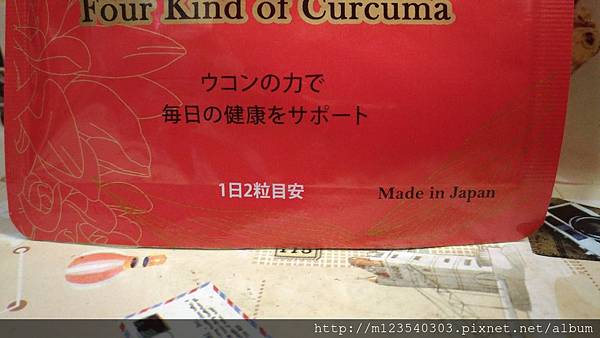 Four Kind of Curcuma
ウコンの力で
毎日の健康をサポート
1日2粒目安
Made in Japan
http://m123540303.pixnet.net/album